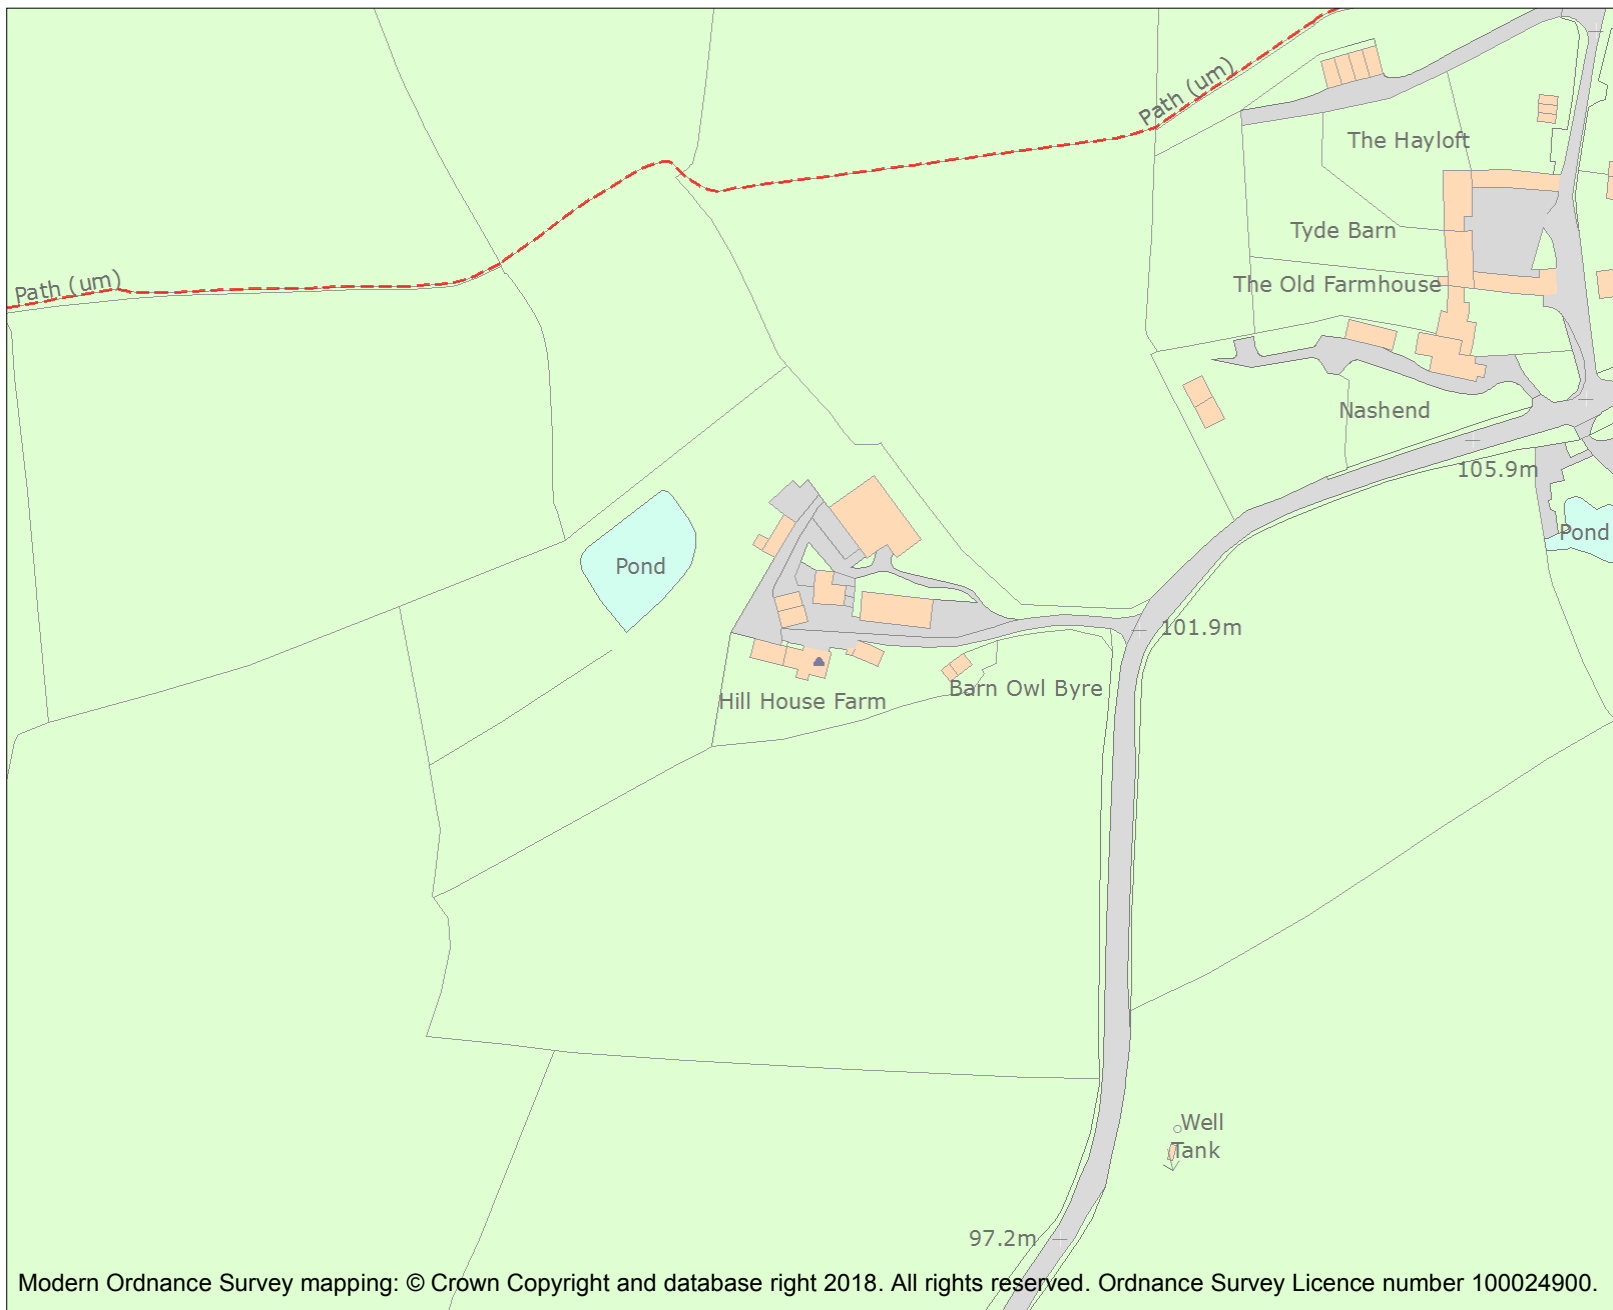 Path (um)
The Hayloft
Tyde Barn
Path (um)
The Old Farmhouse
Nashend
105.9m
Pond
Pond
101.9m
Barn Owl Byre
Hill House Farm
Well
Tank
97.2m
Modern Ordnance Survey mapping: © Crown Copyright and database right 2018. All rights reserved. Ordnance Survey Licence number 100024900.